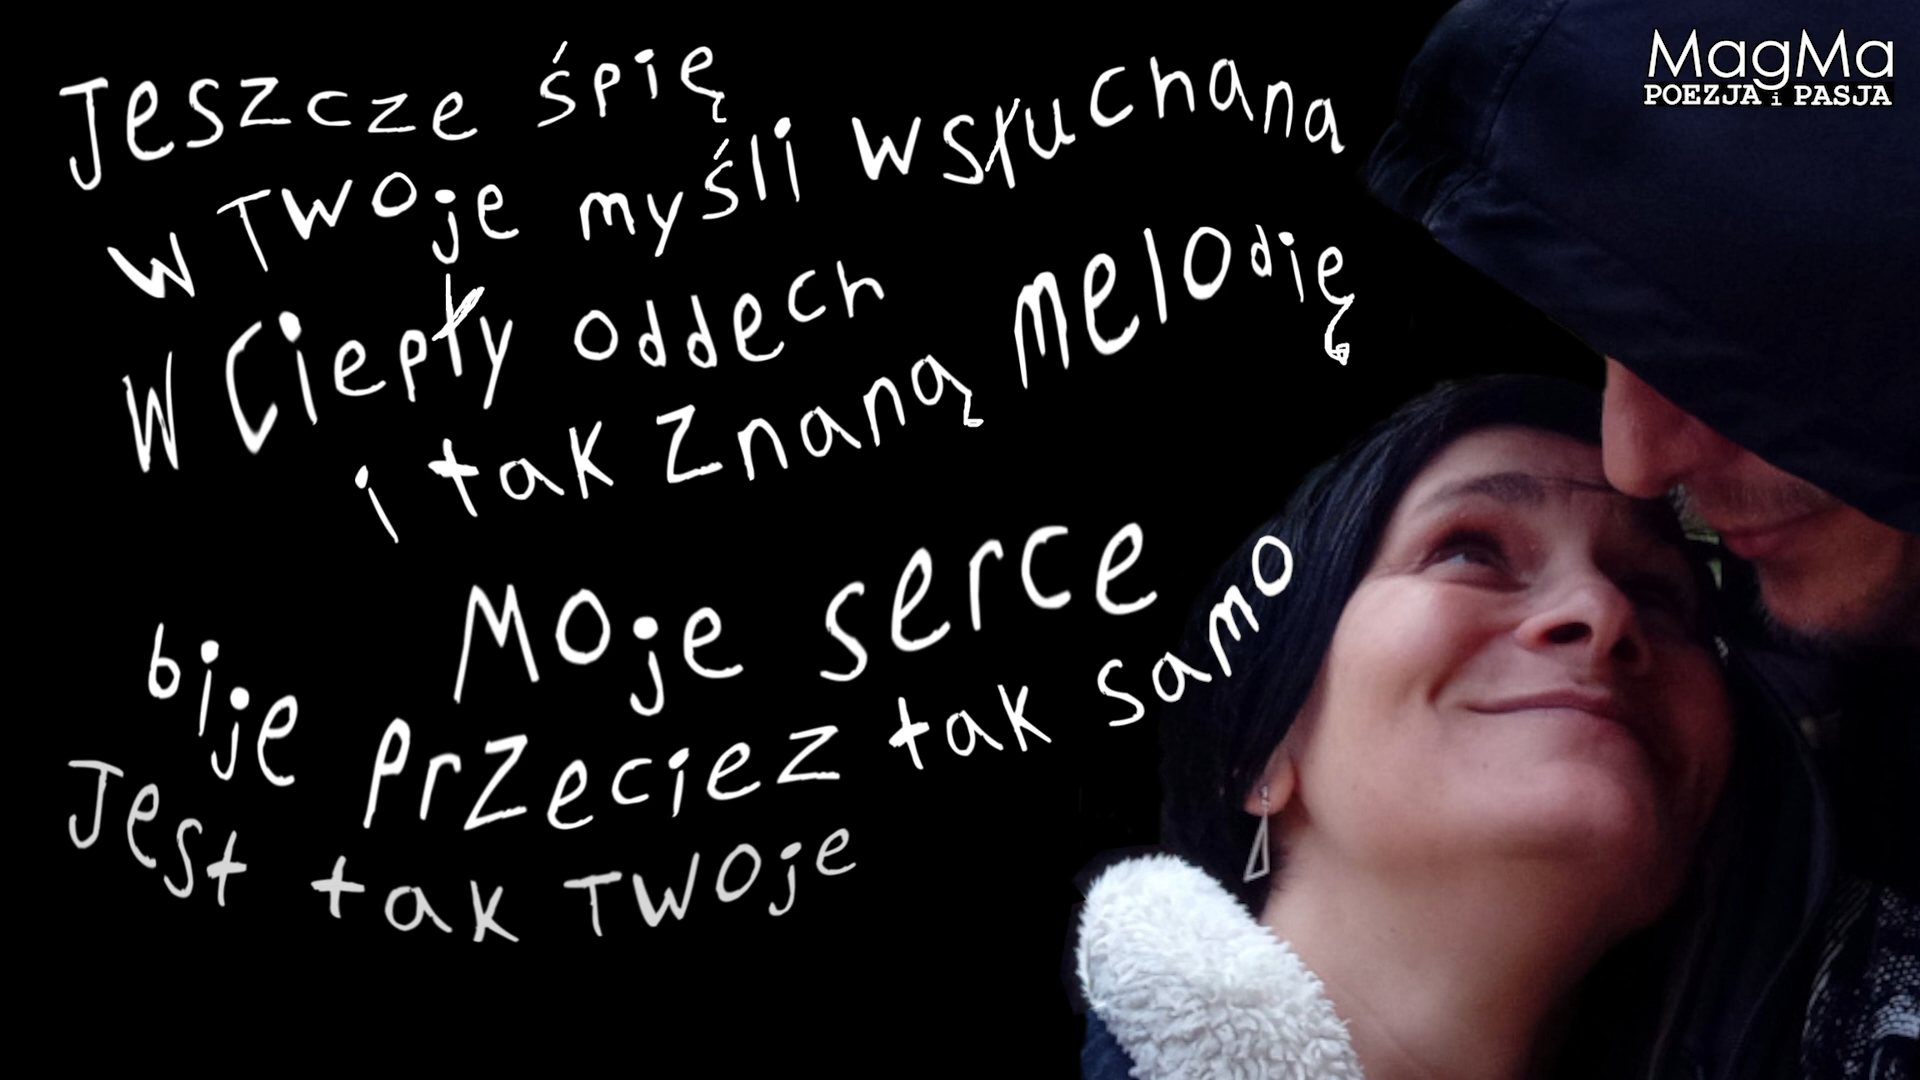 Jeszcze śpię
w Twoje myśli wsłuchana
w ciepły oddech
i tak znaną melodię
Moje serce
bije przeciez tak samo
Jest tak Twoje
MagMa
POEZJA i PASJA